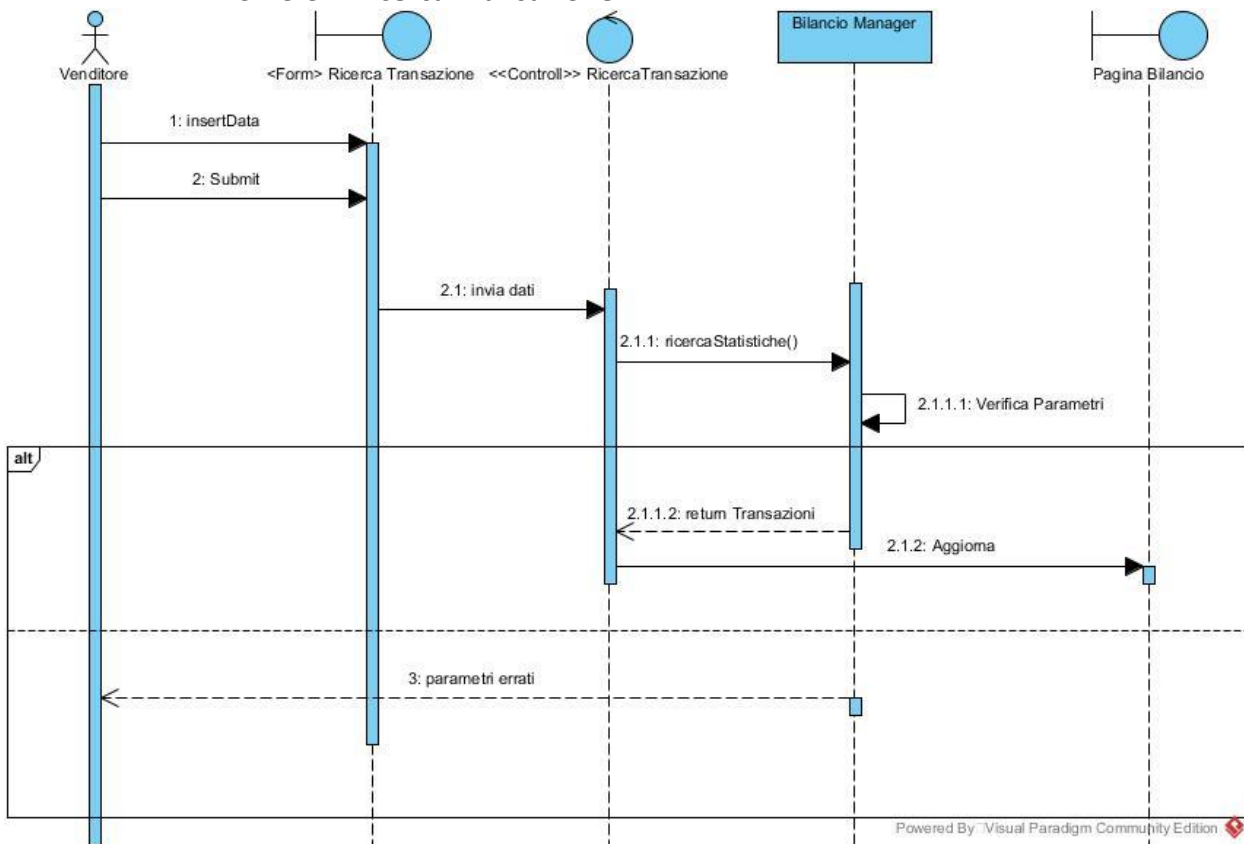 Bilancio Manager
Venditore
<Form> Ricerca Transazione
<<Controll>> RicercaTransazione
Pagina Bilancio
1: insertData
2: Submit
2.1: invia dati
2.1.1: ricercaStatistiche()
2.1.1.1: Verifica Parametri
alt
2.1.1.2: return Transazioni
2.1.2: Aggiorna
3: parametri errati
Powered By Visual Paradigm Community Edition